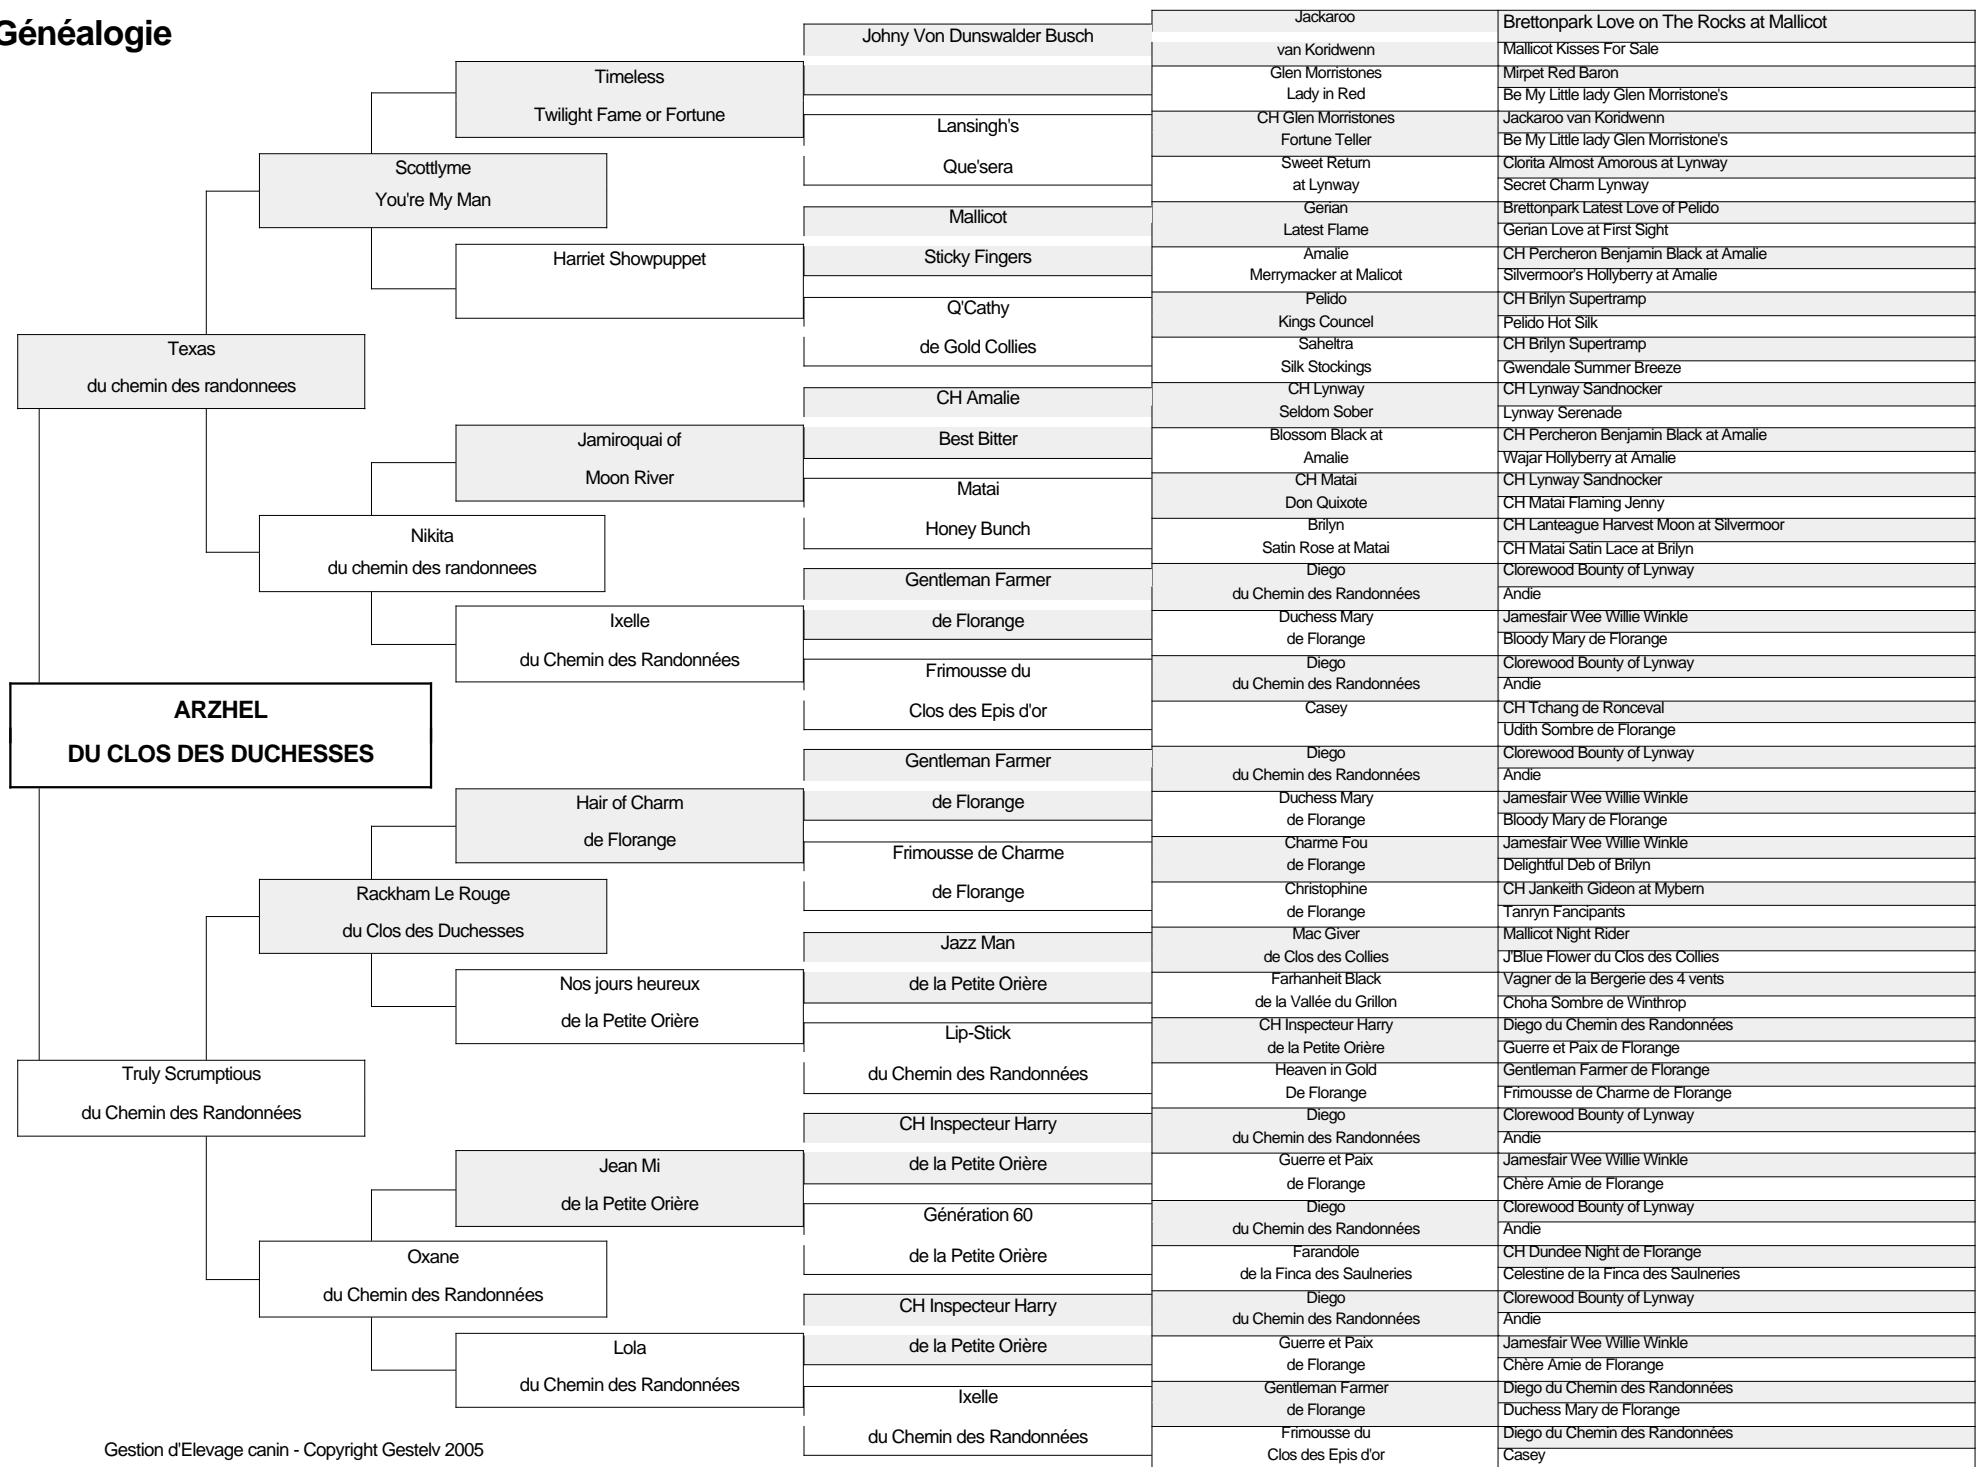 Généalogie
ARZHEL
DU CLOS DES DUCHESSES
Texas
du chemin des randonnees
Truly Scrumptious
du Chemin des Randonnées
Scottlyme
You're My Man
Nikita
du chemin des randonnees
Rackham Le Rouge
du Clos des Duchesses
Oxane
du Chemin des Randonnées
Timeless
Twilight Fame or Fortune
Harriet Showpuppet
Jamiroquai of
Moon River
Ixelle
du Chemin des Randonnées
Hair of Charm
de Florange
Nos jours heureux
de la Petite Orière
Jean Mi
de la Petite Orière
Lola
du Chemin des Randonnées
Johny Von Dunswalder Busch
Lansingh's
Que'sera
Mallicot
Sticky Fingers
Q'Cathy
de Gold Collies
CH Amalie
Best Bitter
Matai
Honey Bunch
Gentleman Farmer
de Florange
Frimousse du
Clos des Epis d'or
Gentleman Farmer
de Florange
Frimousse de Charme
de Florange
Jazz Man
de la Petite Orière
Lip-Stick
du Chemin des Randonnées
CH Inspecteur Harry
de la Petite Orière
Génération 60
de la Petite Orière
CH Inspecteur Harry
de la Petite Orière
Ixelle
du Chemin des Randonnées
Jackaroo
van Koridwenn
Glen Morristones
Lady in Red
CH Glen Morristones
Fortune Teller
Sweet Return
at Lynway
Gerian
Latest Flame
Amalie
Merrymacker at Malicot
Pelido
Kings Councel
Saheltra
Silk Stockings
CH Lynway
Seldom Sober
Blossom Black at
Amalie
CH Matai
Don Quixote
Brilyn
Satin Rose at Matai
Diego
du Chemin des Randonnées
Duchess Mary
de Florange
Diego
du Chemin des Randonnées
Casey
Diego
du Chemin des Randonnées
Duchess Mary
de Florange
Charme Fou
de Florange
Christophine
de Florange
Mac Giver
de Clos des Collies
Farhanheit Black
de la Vallée du Grillon
CH Inspecteur Harry
de la Petite Orière
Heaven in Gold
De Florange
Diego
du Chemin des Randonnées
Guerre et Paix
de Florange
Diego
du Chemin des Randonnées
Farandole
de la Finca des Saulneries
Diego
du Chemin des Randonnées
Guerre et Paix
de Florange
Gentleman Farmer
de Florange
Frimousse du
Clos des Epis d'or
Brettonpark Love on The Rocks at Mallicot
Mallicot Kisses For Sale
Mirpet Red Baron
Be My Little lady Glen Morristone's
Jackaroo van Koridwenn
Be My Little lady Glen Morristone's
Clorita Almost Amorous at Lynway
Secret Charm Lynway
Brettonpark Latest Love of Pelido
Gerian Love at First Sight
CH Percheron Benjamin Black at Amalie
Silvermoor's Hollyberry at Amalie
CH Brilyn Supertramp
Pelido Hot Silk
CH Brilyn Supertramp
Gwendale Summer Breeze
CH Lynway Sandnocker
Lynway Serenade
CH Percheron Benjamin Black at Amalie
Wajar Hollyberry at Amalie
CH Lynway Sandnocker
CH Matai Flaming Jenny
CH Lanteague Harvest Moon at Silvermoor
CH Matai Satin Lace at Brilyn
Clorewood Bounty of Lynway
Andie
Jamesfair Wee Willie Winkle
Bloody Mary de Florange
Clorewood Bounty of Lynway
Andie
CH Tchang de Ronceval
Udith Sombre de Florange
Clorewood Bounty of Lynway
Andie
Jamesfair Wee Willie Winkle
Bloody Mary de Florange
Jamesfair Wee Willie Winkle
Delightful Deb of Brilyn
CH Jankeith Gideon at Mybern
Tanryn Fancipants
Mallicot Night Rider
J'Blue Flower du Clos des Collies
Vagner de la Bergerie des 4 vents
Choha Sombre de Winthrop
Diego du Chemin des Randonnées
Guerre et Paix de Florange
Gentleman Farmer de Florange
Frimousse de Charme de Florange
Clorewood Bounty of Lynway
Andie
Jamesfair Wee Willie Winkle
Chère Amie de Florange
Clorewood Bounty of Lynway
Andie
CH Dundee Night de Florange
Celestine de la Finca des Saulneries
Clorewood Bounty of Lynway
Andie
Jamesfair Wee Willie Winkle
Chère Amie de Florange
Diego du Chemin des Randonnées
Duchess Mary de Florange
Diego du Chemin des Randonnées
Casey
Gestion d'Elevage canin - Copyright Gestelv 2005